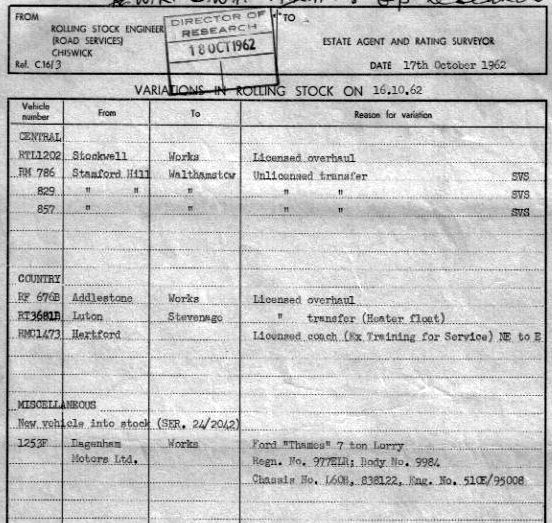 FROM TO
DIRECTOR OF
RESEARCH
18 OCT 1962
ROLLING STOCK ENGINEER
(ROAD SERVICES)
CHISWICK
ESTATE AGENT AND RATING SURVEYOR
Ref. C.16/3 DATE 17th October 1962
VARIATIONS IN ROLLING STOCK ON 16.10.62
Vehicle number From To Reason for variation
CENTRAL
RTL1202 Stockwell Works Licensed overhaul
RM 786 Stamford Hill Walthamstow Unlicensed transfer SVS
829 " " " " " SVS
857 " " " " " SVS
COUNTRY
RF 676B Addlestone Works Licensed overhaul
RT3681B Luton Stevenage " transfer (Heater float)
RMC1473 Hertford Licensed coach (Ex Training for Service) NE to E
MISCELLANEOUS
New vehicle into stock (SER. 24/2042)
1253F Dagenham Works Ford "Thames" 7 ton Lorry
Motors Ltd. Regn. No. 977ELR; Body No. 9984
Chassis No. L60H, 838122, Eng. No. 510E/95008